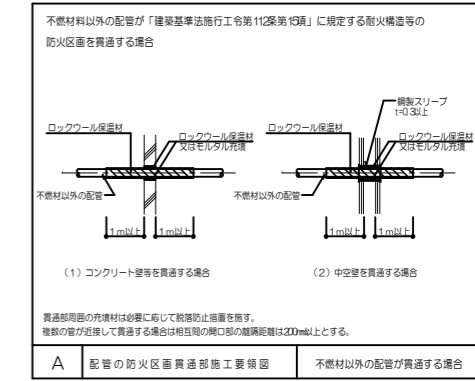 不燃材料以外の配管が「建築基準法施行工令第112条第15項」に規定する耐火構造等の
防火区画を貫通する場合
鋼製スリーブ
t=0.3以上
ロックウール保温材
ロックウール保温材
又はモルタル充填
ロックウール保温材
ロックウール保温材
又はモルタル充填
不燃材以外の配管
不燃材以外の配管
1m以上
1m以上
1m以上
1m以上
(1)コンクリート壁等を貫通する場合
(2)中空壁を貫通する場合
貫通部周囲の充填材は必要に応じて脱落防止措置を施す。
複数の管が近接して貫通する場合は相互間の開口部の離隔距離は200mm以上とする。
A
配管の防火区画貫通部施工要領図
不燃材以外の配管が貫通する場合